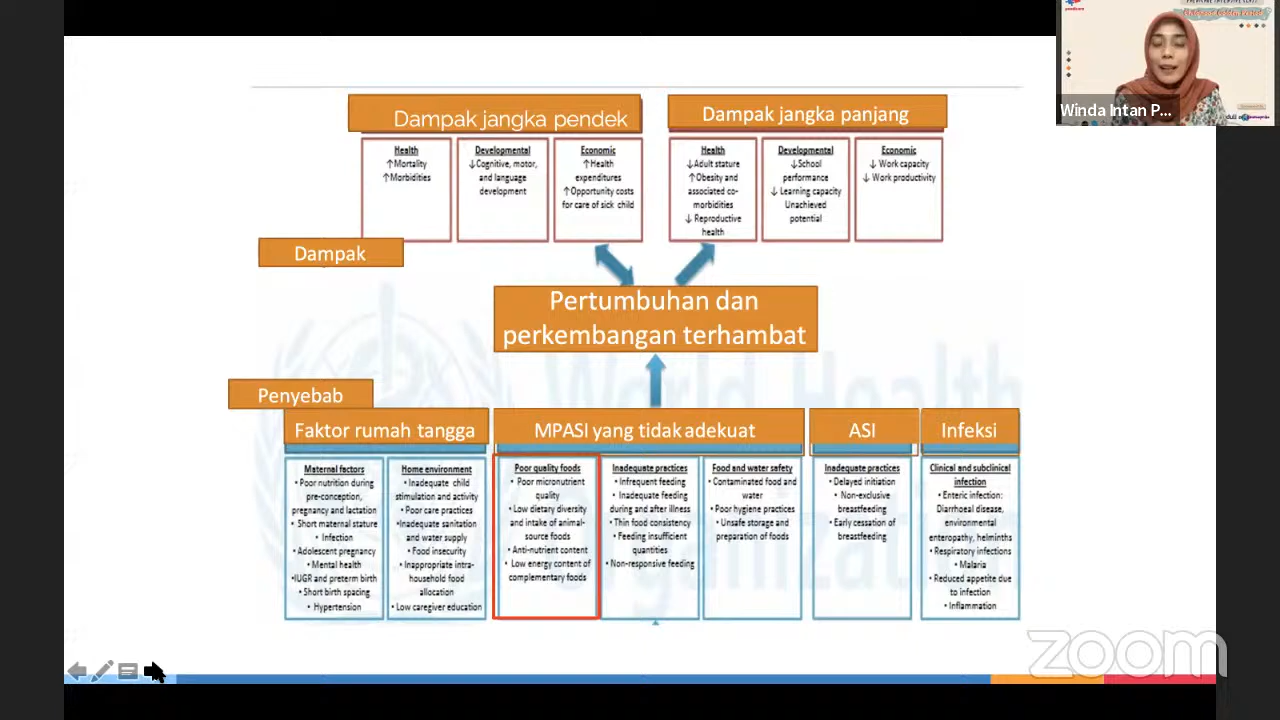 Dampak jangka pendek
Dampak jangka panjang
Winda Intan P...
Health
↑Mortality
↑Morbidities
Developmental
↓Cognitive, motor,
and language
development
Economic
↑Health
expenditures
↑Opportunity costs
for care of sick child
Health
↓Adult stature
↑Obesity and
associated co-
morbidities
↓ Reproductive
health
Developmental
↓School
performance
↓ Learning capacity
Unachieved
potential
Economic
↓ Work capacity
↓ Work productivity
Dampak
Pertumbuhan dan
perkembangan terhambat
Penyebab
Faktor rumah tangga
MPASI yang tidak adekuat
ASI
Infeksi
Maternal factors
• Poor nutrition during
pre-conception,
pregnancy and lactation
• Short maternal stature
• Infection
• Adolescent pregnancy
• Mental health
•IUGR and preterm birth
• Short birth spacing
• Hypertension
Home environment
• Inadequate child
stimulation and activity
• Poor care practices
•Inadequate sanitation
and water supply
• Food insecurity
• Inappropriate intra-
household food
allocation
• Low caregiver education
Poor quality foods
• Poor micronutrient
quality
• Low dietary diversity
and intake of animal-
source foods
• Anti-nutrient content
• Low energy content of
complementary foods
Inadequate practices
• Infrequent feeding
• Inadequate feeding
during and after illness
• Thin food consistency
• Feeding insufficient
quantities
• Non-responsive feeding
Food and water safety
• Contaminated food and
water
• Poor hygiene practices
• Unsafe storage and
preparation of foods
Inadequate practices
• Delayed initiation
• Non-exclusive
breastfeeding
• Early cessation of
breastfeeding
Clinical and subclinical
infection
• Enteric infection:
Diarrhoeal disease,
environmental
enteropathy, helminths
• Respiratory infections
• Malaria
• Reduced appetite due
to infection
• Inflammation
World Health
Organization
zoom